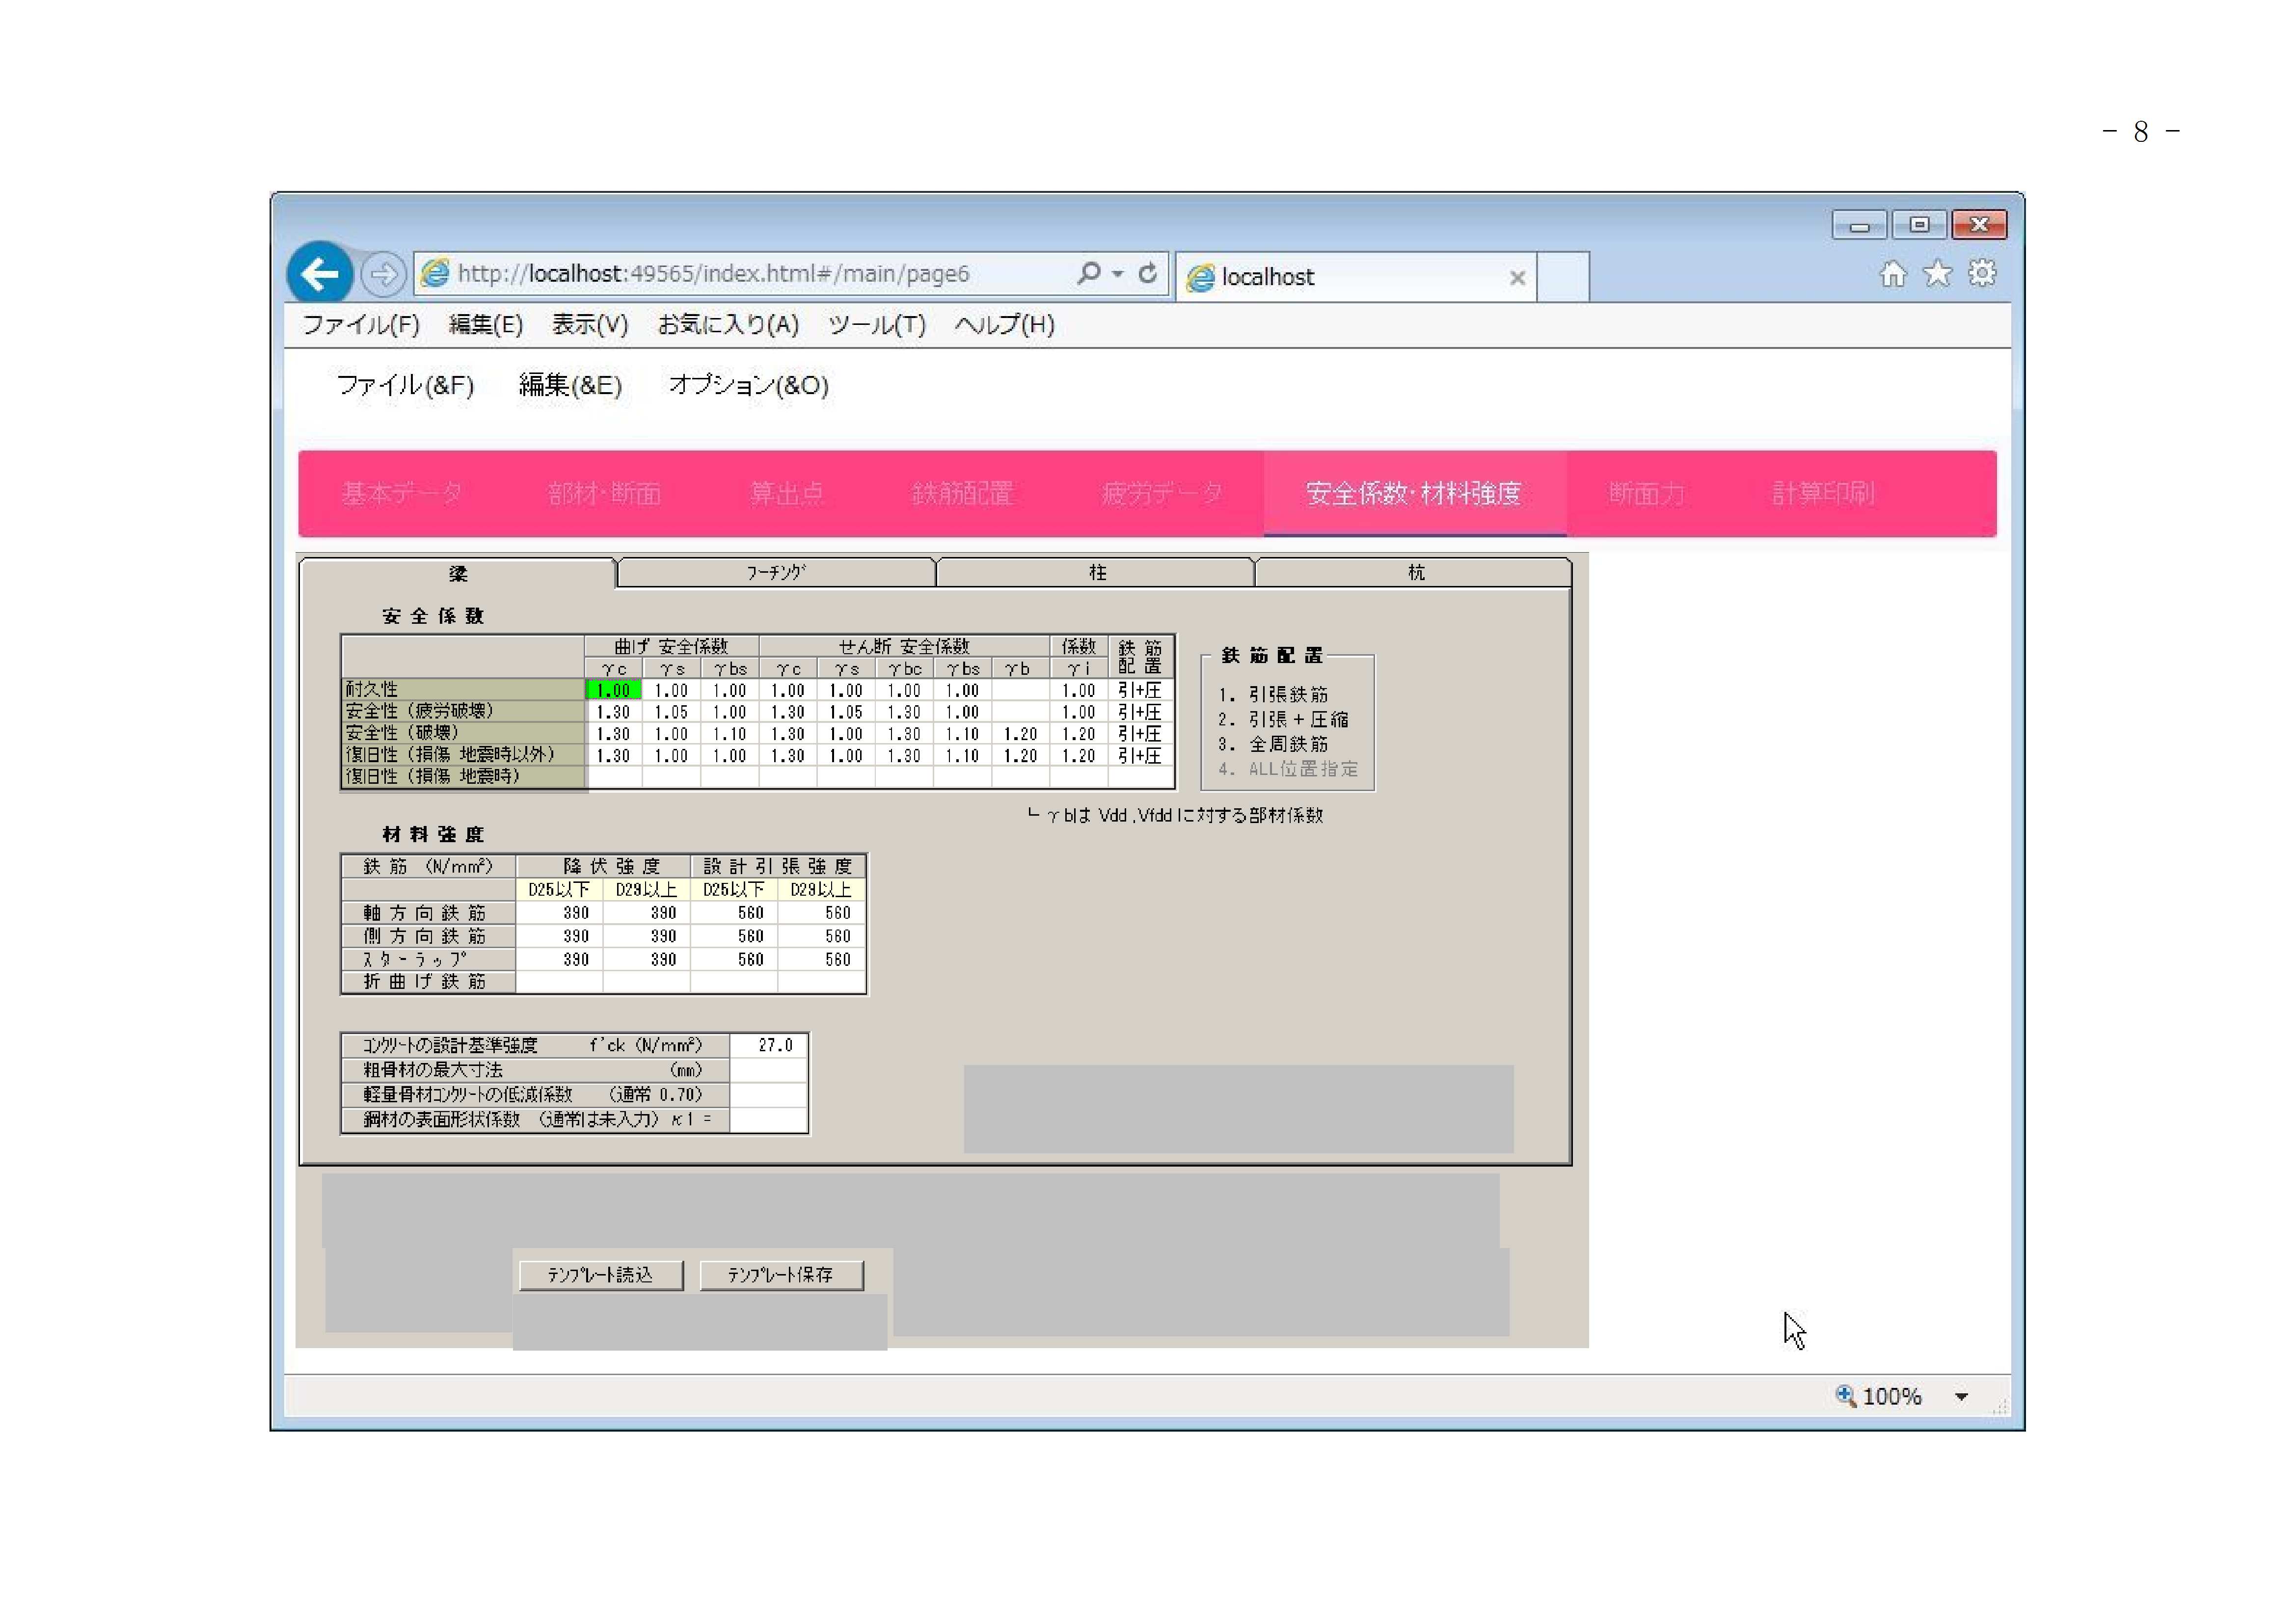 - 8 -
http://localhost:49565/index.html#/main/page6
localhost
ファイル(F) 編集(E) 表示(V) お気に入り(A) ツール(T) ヘルプ(H)
ファイル(&F) 編集(&E) オプション(&O)
基本データ 部材・断面 算出点 鉄筋配置 疲労データ 安全係数・材料強度 断面力 計算印刷
梁 フーチング 柱 杭
安全係数
曲げ 安全係数 せん断 安全係数 係数 鉄筋配置
γc γs γbs γc γs γbc γbs γb γi
耐久性 1.00 1.00 1.00 1.00 1.00 1.00 1.00 1.00 引+圧
安全性（疲労破壊） 1.30 1.05 1.00 1.30 1.05 1.30 1.00 1.00 引+圧
安全性（破壊） 1.30 1.00 1.10 1.30 1.00 1.30 1.10 1.20 1.20 引+圧
復旧性（損傷 地震時以外） 1.30 1.00 1.00 1.30 1.00 1.30 1.10 1.20 1.20 引+圧
復旧性（損傷 地震時）
鉄筋配置
1. 引張鉄筋
2. 引張+圧縮
3. 全周鉄筋
4. ALL位置指定
└ γbは Vdd,Vfddに対する部材係数
材料強度
鉄筋 (N/mm²) 降伏強度 設計引張強度
D25以下 D29以上 D25以下 D29以上
軸方向鉄筋 390 390 560 560
側方向鉄筋 390 390 560 560
スターラップ 390 390 560 560
折曲げ鉄筋
コンクリートの設計基準強度 f'ck (N/mm²) 27.0
粗骨材の最大寸法 (mm)
軽量骨材コンクリートの低減係数 (通常 0.70)
鋼材の表面形状係数 (通常は未入力) κ1 =
テンプレート読込 テンプレート保存
100%